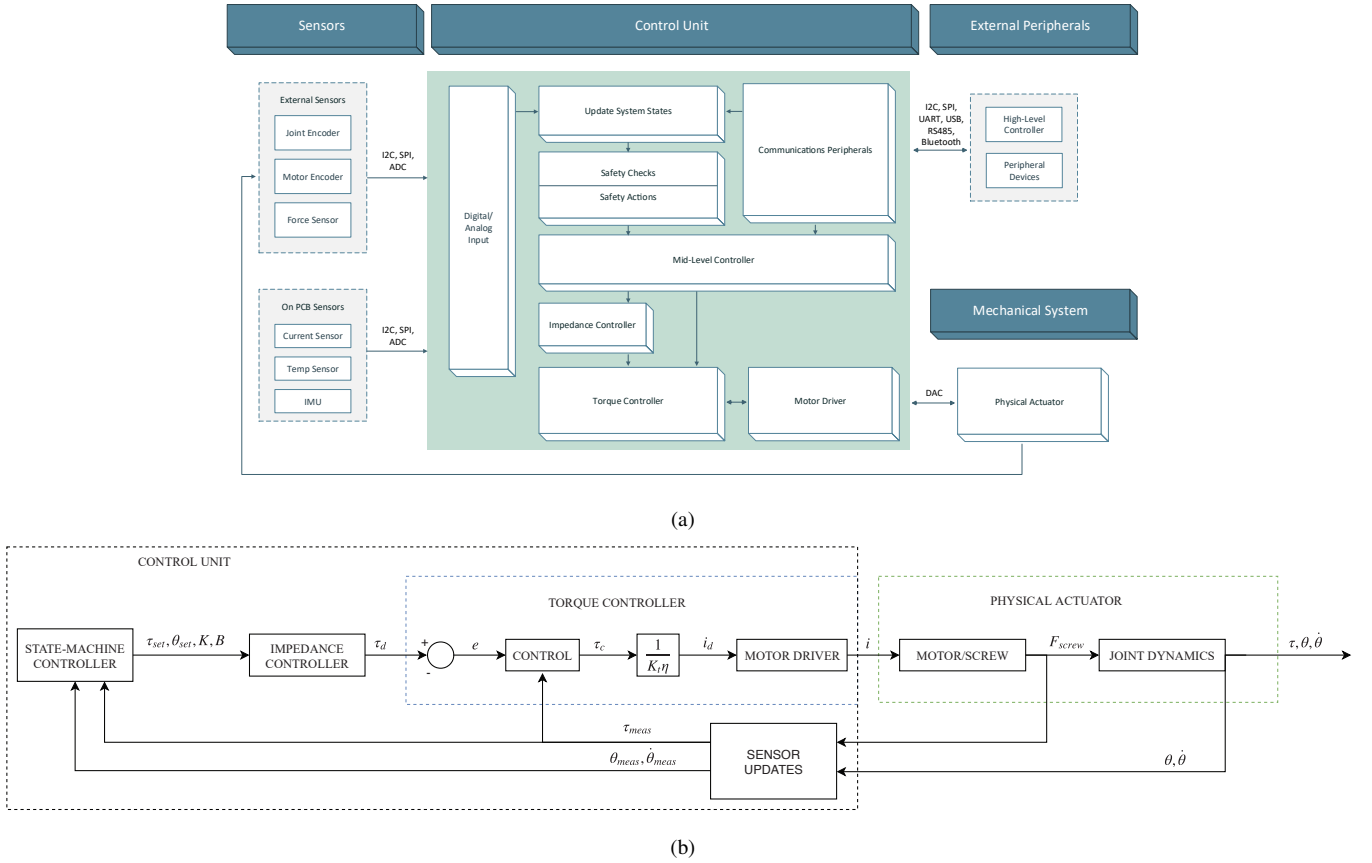 Sensors
Control Unit
External Peripherals
External Sensors
Joint Encoder
Motor Encoder
Force Sensor
I2C, SPI,
ADC
On PCB Sensors
Current Sensor
Temp Sensor
IMU
I2C, SPI,
ADC
Digital/
Analog
Input
Update System States
Safety Checks
Safety Actions
Communications Peripherals
Mid-Level Controller
Impedance Controller
Torque Controller
Motor Driver
I2C, SPI,
UART, USB,
RS485,
Bluetooth
High-Level
Controller
Peripheral
Devices
Mechanical System
DAC
Physical Actuator
(a)
CONTROL UNIT
TORQUE CONTROLLER
PHYSICAL ACTUATOR
STATE-MACHINE
CONTROLLER
τ_set, θ_set, K, B
IMPEDANCE
CONTROLLER
τ_d
+
-
e
CONTROL
τ_c
1
K_t η
i_d
MOTOR DRIVER
i
MOTOR/SCREW
F_screw
JOINT DYNAMICS
τ, θ, θ̇
τ_meas
θ_meas, θ̇_meas
SENSOR
UPDATES
θ, θ̇
(b)